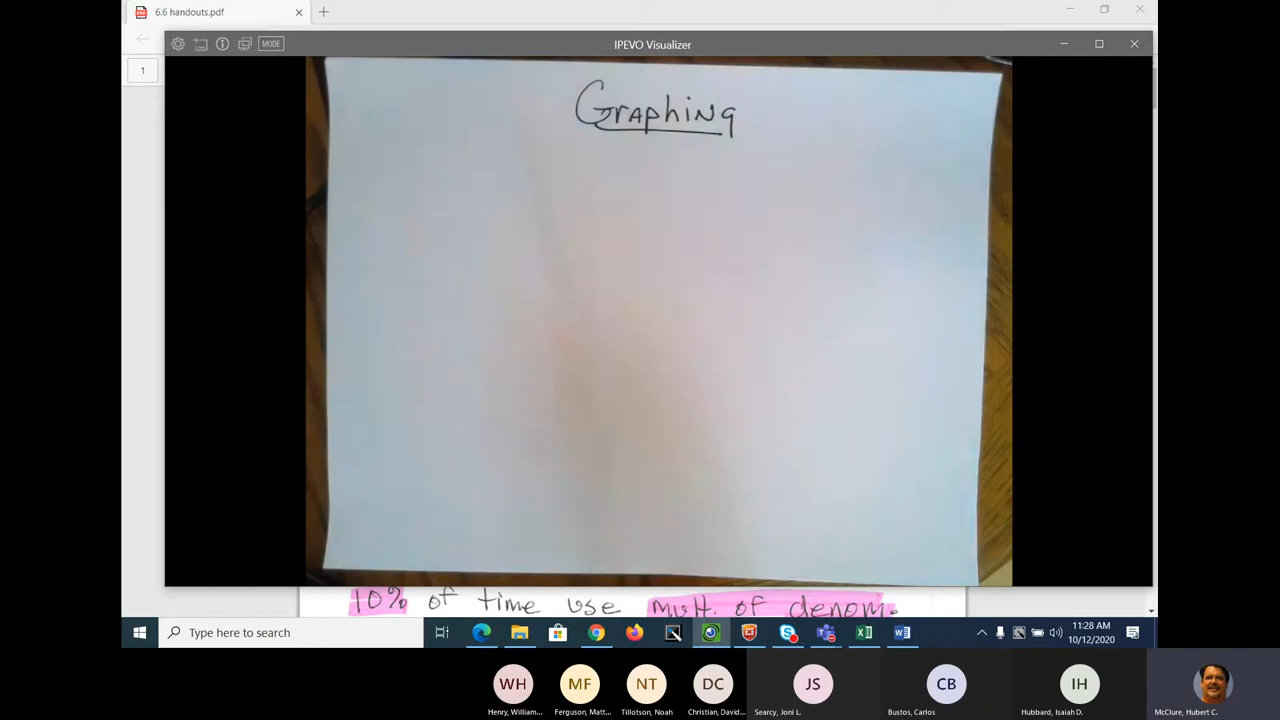 6.6 handouts.pdf
MODE
IPEVO Visualizer
1
Graphing
10% of time use mult. of denom.
Type here to search
11:28 AM
10/12/2020
WH
MF
NT
DC
JS
CB
IH
Henry, William...
Ferguson, Matt...
Tillotson, Noah
Christian, David...
Searcy, Joni L.
Bustos, Carlos
Hubbard, Isaiah D.
McClure, Hubert C.